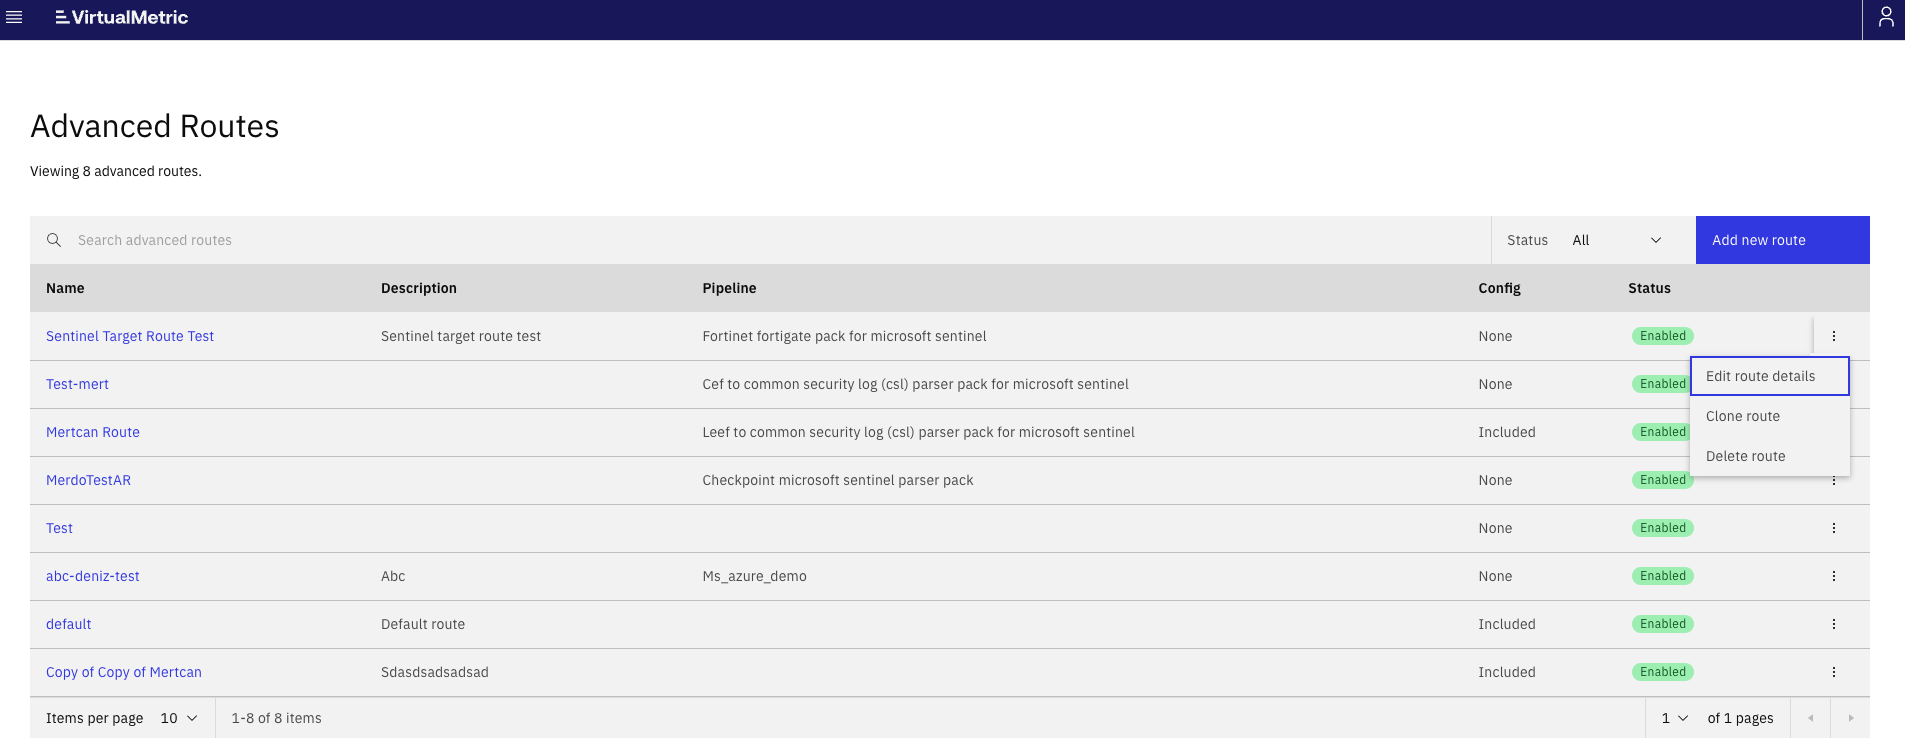 VirtualMetric
Advanced Routes
Viewing 8 advanced routes.
Search advanced routes Status All Add new route
Name Description Pipeline Config Status
Sentinel Target Route Test Sentinel target route test Fortinet fortigate pack for microsoft sentinel None Enabled
Edit route details
Test-mert Cef to common security log (csl) parser pack for microsoft sentinel None Enabled
Clone route
Mertcan Route Leef to common security log (csl) parser pack for microsoft sentinel Included Enabled
Delete route
MerdoTestAR Checkpoint microsoft sentinel parser pack None Enabled
Test None Enabled
abc-deniz-test Abc Ms_azure_demo None Enabled
default Default route Included Enabled
Copy of Copy of Mertcan Sdasdsadsadsad Included Enabled
Items per page 10 1-8 of 8 items 1 of 1 pages